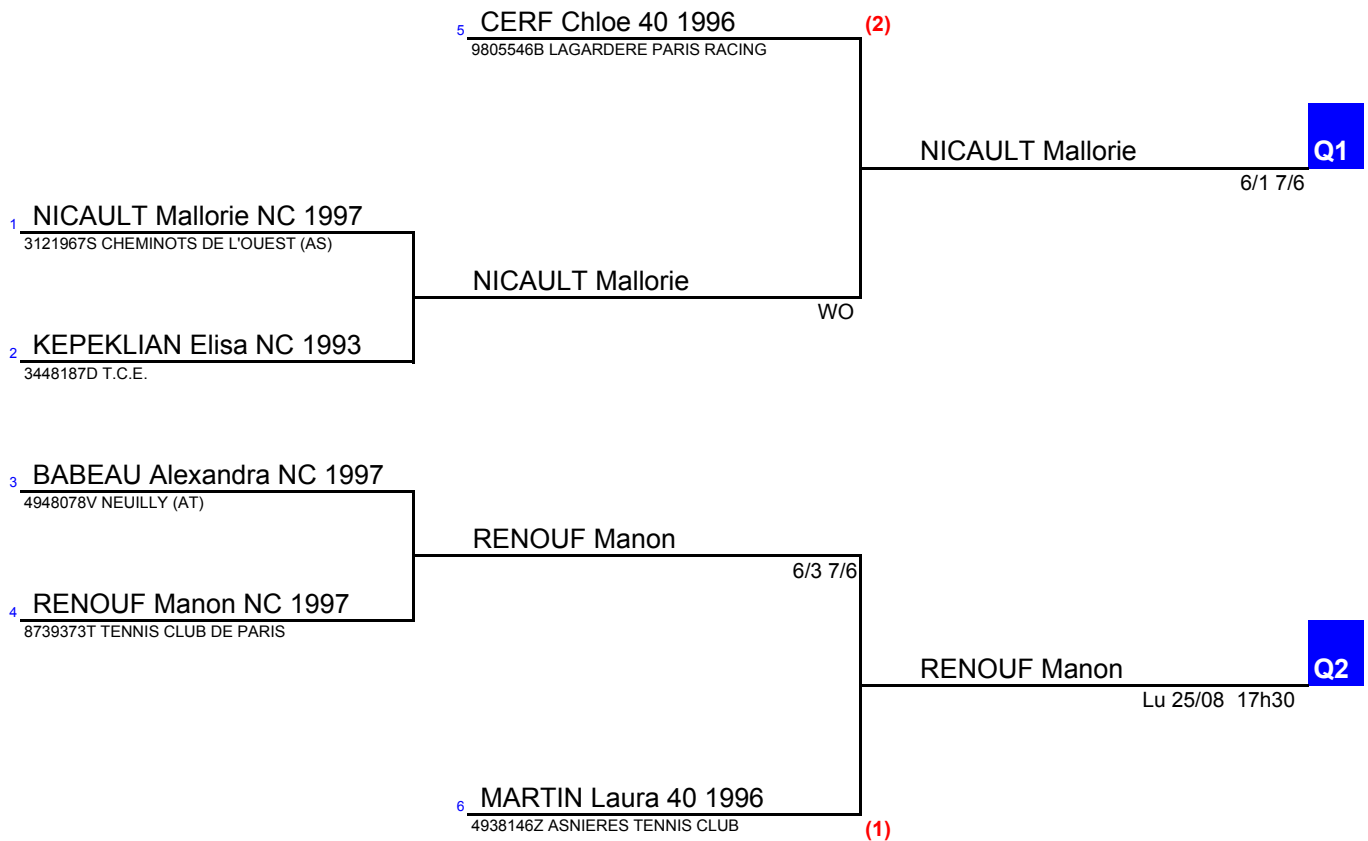 5 CERF Chloe 40 1996 (2)
9805546B LAGARDERE PARIS RACING
NICAULT Mallorie Q1
6/1 7/6
1 NICAULT Mallorie NC 1997
3121967S CHEMINOTS DE L'OUEST (AS)
NICAULT Mallorie
WO
2 KEPEKLIAN Elisa NC 1993
3448187D T.C.E.
3 BABEAU Alexandra NC 1997
4948078V NEUILLY (AT)
RENOUF Manon
6/3 7/6
4 RENOUF Manon NC 1997
8739373T TENNIS CLUB DE PARIS
RENOUF Manon Q2
Lu 25/08 17h30
6 MARTIN Laura 40 1996
4938146Z ASNIERES TENNIS CLUB (1)